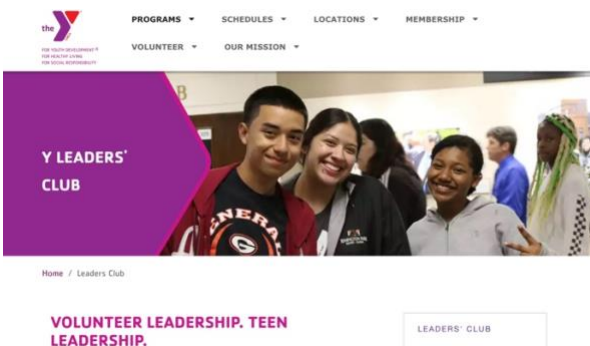 the
FOR YOUTH DEVELOPMENT®
FOR HEALTHY LIVING
FOR SOCIAL RESPONSIBILITY
PROGRAMS SCHEDULES LOCATIONS MEMBERSHIP
VOLUNTEER OUR MISSION
B
Y LEADERS'
CLUB
GENERA
G
Home / Leaders Club
VOLUNTEER LEADERSHIP. TEEN
LEADERSHIP.
LEADERS' CLUB